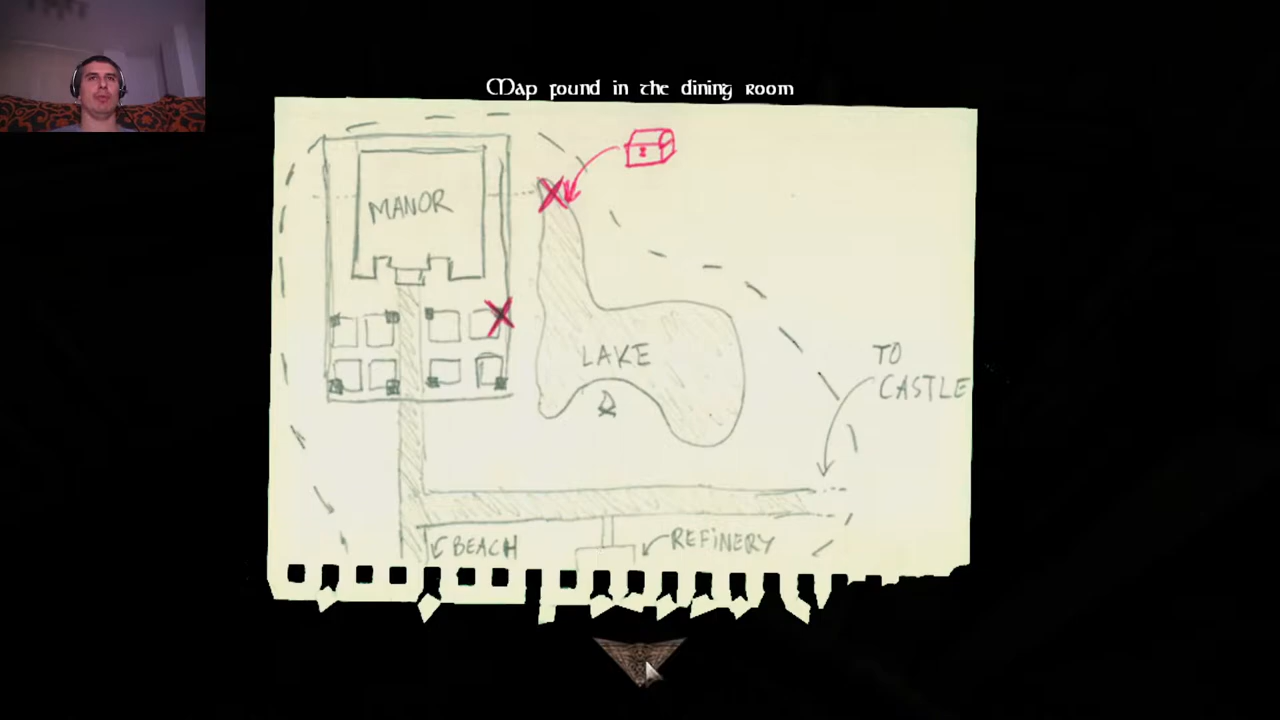 Map found in the dining room
MANOR
LAKE
TO
CASTLE
BEACH
REFINERY